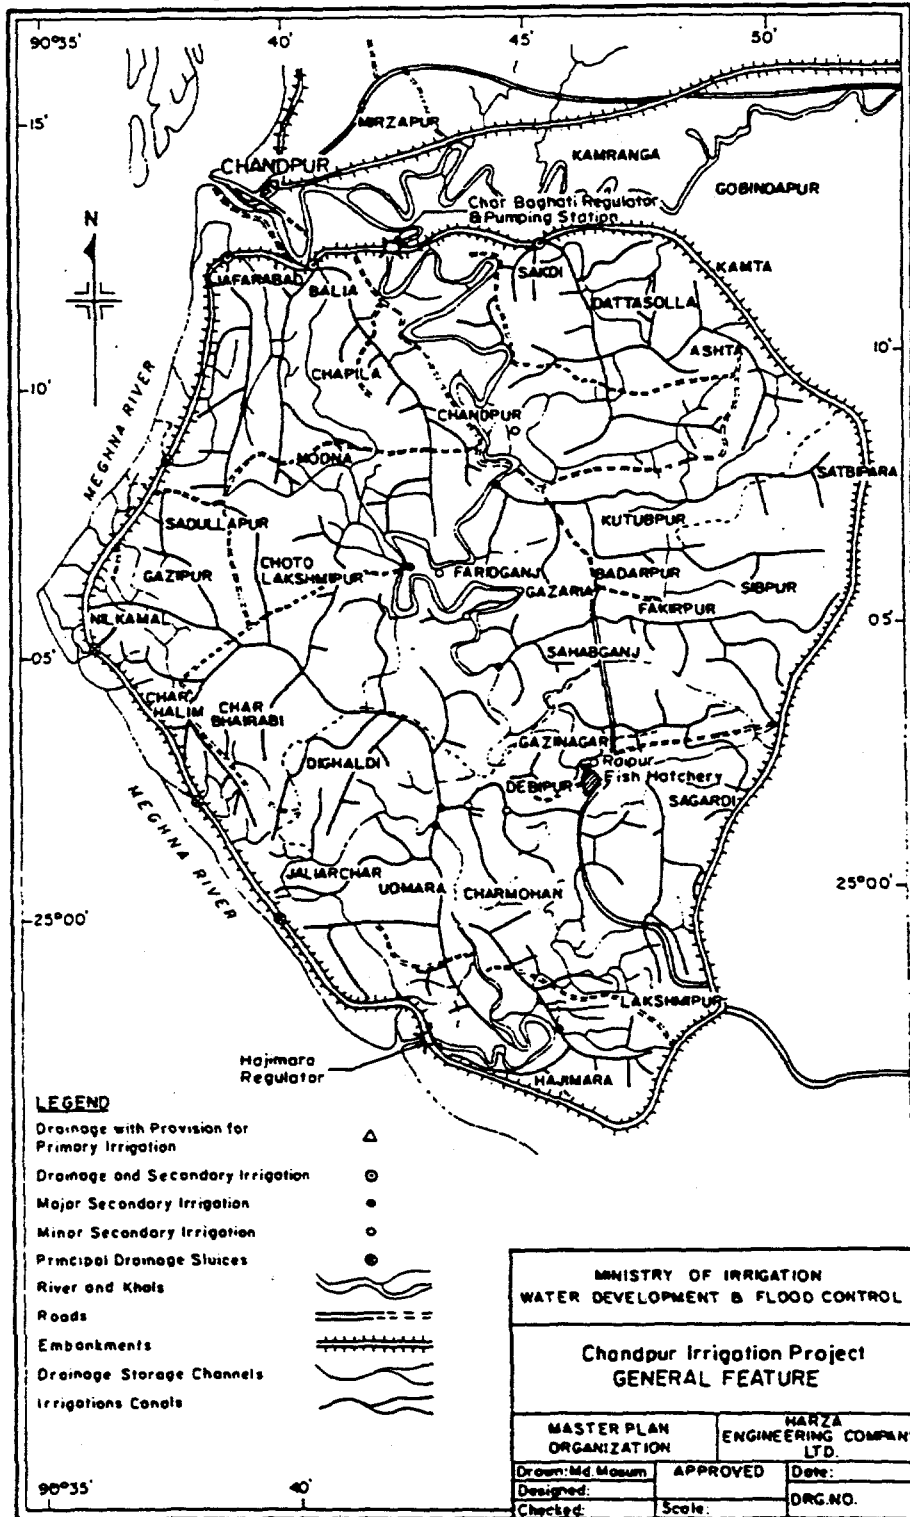 90°35'
40'
45'
50'
15'
MIRZAPUR
KAMRANGA
CHANDPUR
GOBINDAPUR
Char Baghati Regulator
& Pumping Station
N
SAKDI
KAMTA
JAFARABAD
BALIA
DATTASOLLA
ASHTA
10'
10'
CHAPILA
CHANDPUR
MEGHNA RIVER
MODNA
SATBIPARA
SADULLAPUR
KUTUBPUR
GAZIPUR
CHOTO
LAKSHMIPUR
FARIDGANJ
BADARPUR
SIBPUR
GAZARIA
FAKIRPUR
NILKAMAL
05'
05'
SAHABGANJ
CHAR
HALIM
CHAR
BHAIRABI
GAZINAGAR
DIGHALDI
Raipur
Fish Hatchery
DEBIPUR
SAGARDI
MEGHNA RIVER
JALIARCHAR
UDMARA
CHARMOHAN
25°00'
25°00'
LAKSHMIPUR
Hajimara
Regulator
HAJIMARA
LEGEND
Drainage with Provision for
Primary Irrigation
Drainage and Secondary Irrigation
Major Secondary Irrigation
Minor Secondary Irrigation
Principal Drainage Sluices
River and Khals
Roads
Embankments
Drainage Storage Channels
Irrigations Canals
90°35'
40'
MINISTRY OF IRRIGATION
WATER DEVELOPMENT & FLOOD CONTROL
Chandpur Irrigation Project
GENERAL FEATURE
MASTER PLAN
ORGANIZATION
HARZA
ENGINEERING COMPANY
LTD.
Drawn: Md. Masum
APPROVED
Date:
Designed:
DRG.NO.
Checked:
Scale: